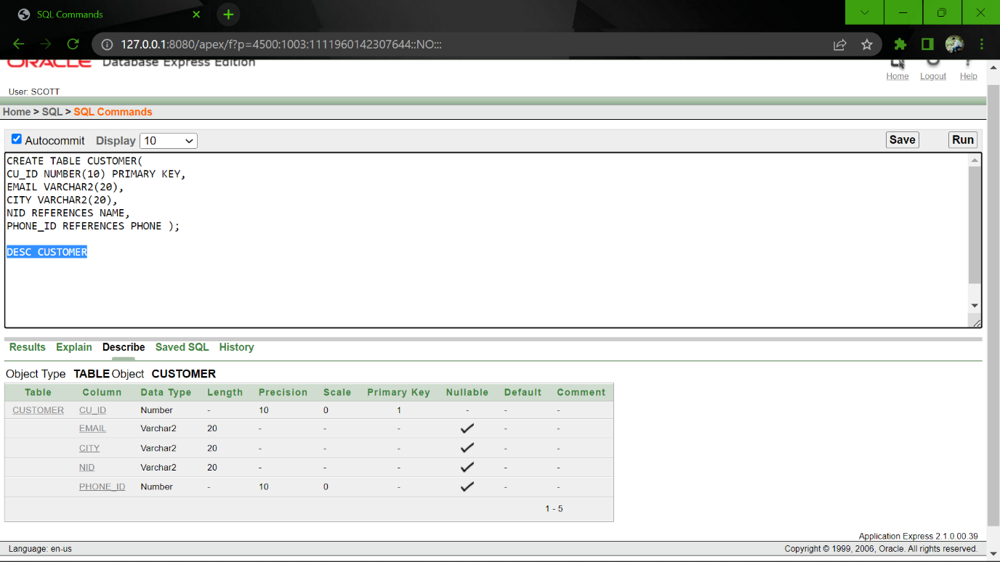 SQL Commands
127.0.0.1:8080/apex/f?p=4500:1003:1111960142307644::NO:::
ORACLE Database Express Edition
Home Logout Help
User: SCOTT
Home > SQL > SQL Commands
Autocommit Display 10 Save Run
CREATE TABLE CUSTOMER(
CU_ID NUMBER(10) PRIMARY KEY,
EMAIL VARCHAR2(20),
CITY VARCHAR2(20),
NID REFERENCES NAME,
PHONE_ID REFERENCES PHONE );
DESC CUSTOMER
Results Explain Describe Saved SQL History
Object Type TABLE Object CUSTOMER
Table Column Data Type Length Precision Scale Primary Key Nullable Default Comment
CUSTOMER CU_ID Number - 10 0 1 - - -
EMAIL Varchar2 20 - - - ✓ - -
CITY Varchar2 20 - - - ✓ - -
NID Varchar2 20 - - - ✓ - -
PHONE_ID Number - 10 0 - ✓ - -
1 - 5
Application Express 2.1.0.00.39
Language: en-us Copyright © 1999, 2006, Oracle. All rights reserved.